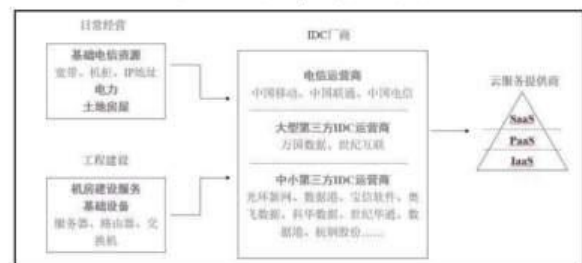 日常经营
基础电信资源
宽带、机柜、IP地址
电力
土地房屋
工程建设
机房建设服务
基础设备
服务器、路由器、交
换机
IDC厂商
电信运营商
中国移动、中国联通、中国电信
大型第三方IDC运营商
万国数据、世纪互联
中小第三方IDC运营商
光环新网、数据港、宝信软件、奥
飞数据、科华数据、世纪华通、数
据港、杭钢股份……
云服务提供商
SaaS
PaaS
IaaS